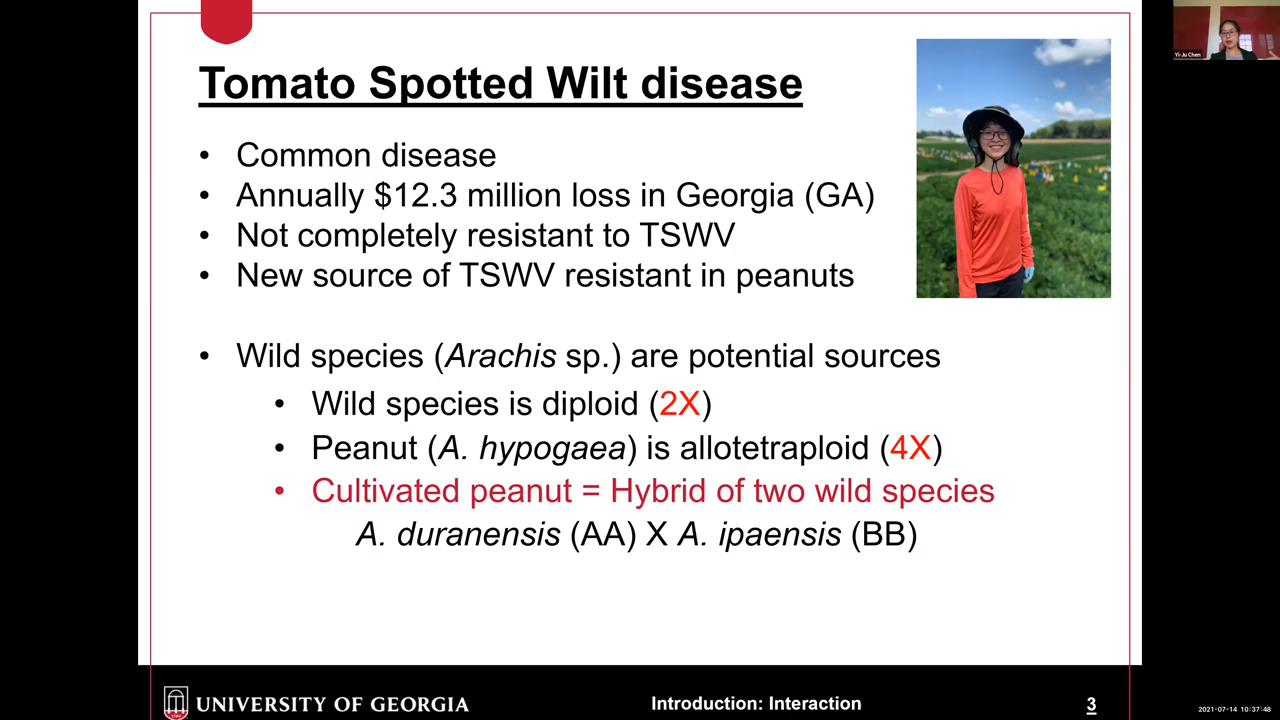 Tomato Spotted Wilt disease
• Common disease
• Annually $12.3 million loss in Georgia (GA)
• Not completely resistant to TSWV
• New source of TSWV resistant in peanuts
• Wild species (Arachis sp.) are potential sources
• Wild species is diploid (2X)
• Peanut (A. hypogaea) is allotetraploid (4X)
• Cultivated peanut = Hybrid of two wild species
A. duranensis (AA) X A. ipaensis (BB)
Yi-Ju Chen
UNIVERSITY OF GEORGIA
Introduction: Interaction
3
2021-07-14 10:37:48